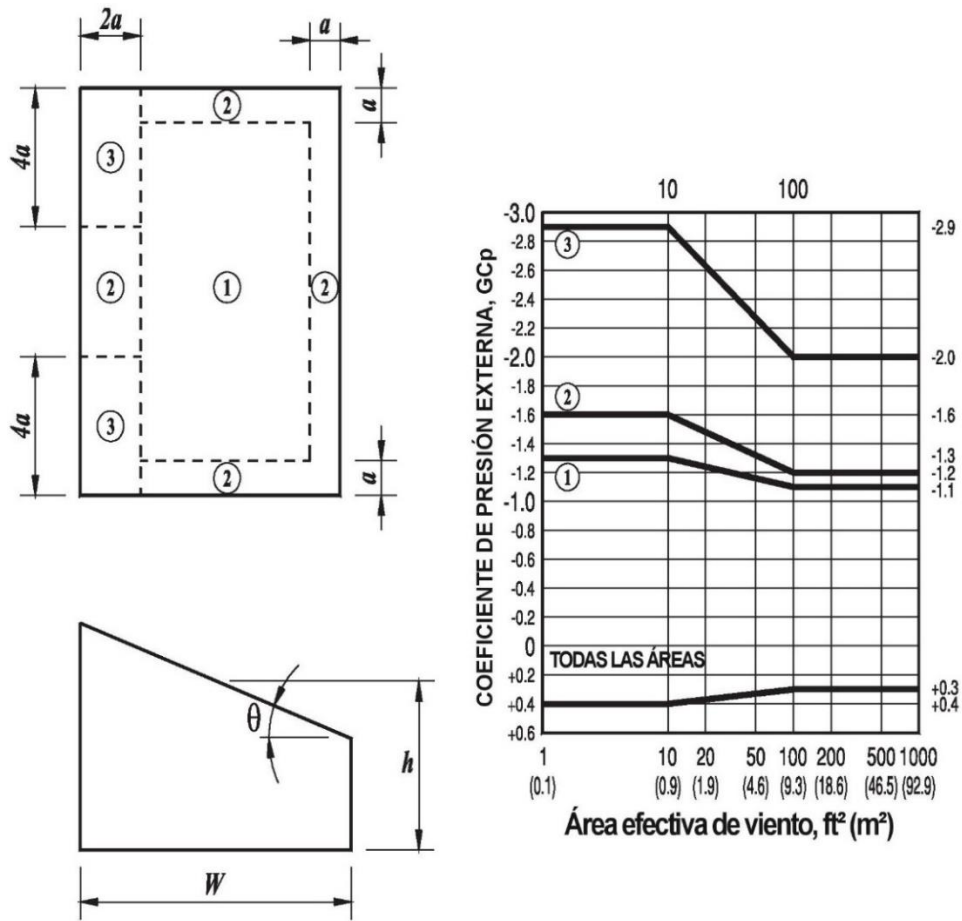 2a
a
2
a
4a
3
2
1
2
4a
3
2
a
θ
h
W
10 100
COEFICIENTE DE PRESIÓN EXTERNA, GCp
-3.0
-2.8
-2.6
-2.4
-2.2
-2.0
-1.8
-1.6
-1.4
-1.2
-1.0
-0.8
-0.6
-0.4
-0.2
0
+0.2
+0.4
+0.6
3
2
1
TODAS LAS ÁREAS
-2.9
-2.0
-1.6
-1.3
-1.2
-1.1
+0.3
+0.4
1 10 20 50 100 200 500 1000
(0.1) (0.9) (1.9) (4.6) (9.3) (18.6) (46.5) (92.9)
Área efectiva de viento, ft² (m²)